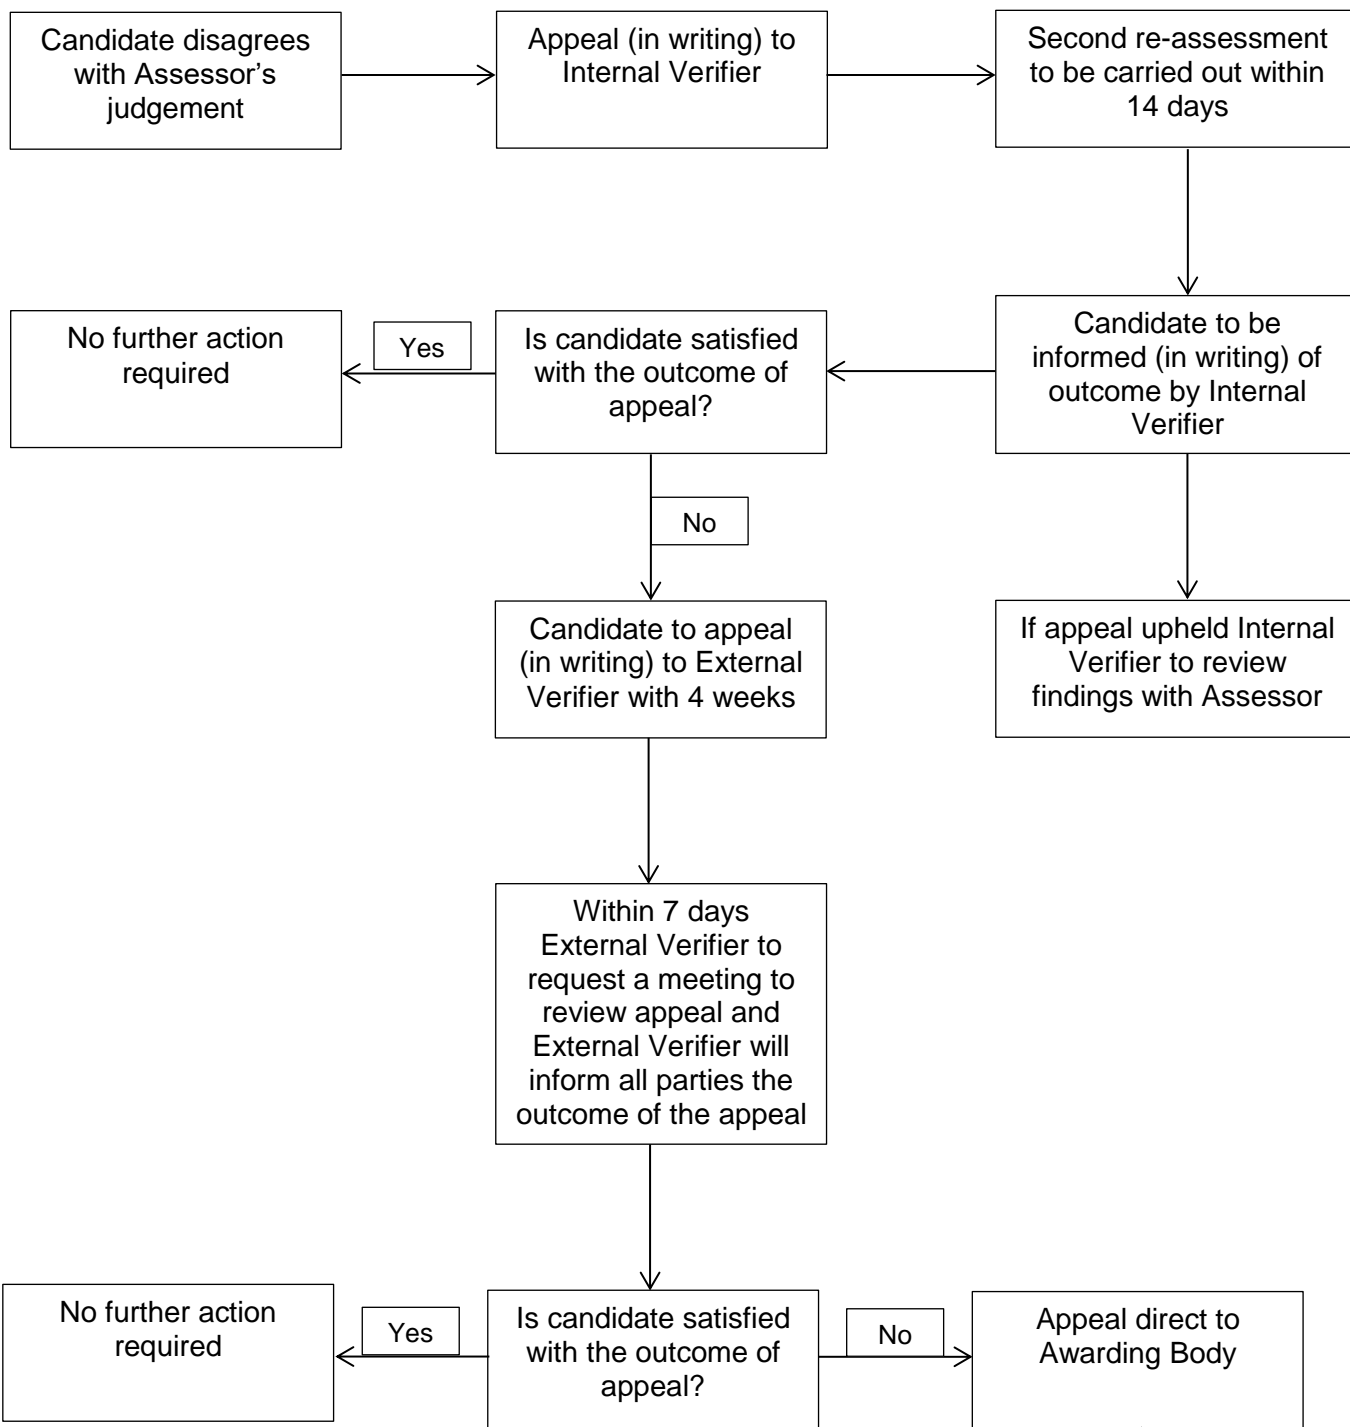 Candidate disagrees
with Assessor’s
judgement
Appeal (in writing) to
Internal Verifier
Second re-assessment
to be carried out within
14 days
No further action
required
Yes
Is candidate satisfied
with the outcome of
appeal?
Candidate to be
informed (in writing) of
outcome by Internal
Verifier
No
Candidate to appeal
(in writing) to External
Verifier with 4 weeks
If appeal upheld Internal
Verifier to review
findings with Assessor
Within 7 days
External Verifier to
request a meeting to
review appeal and
External Verifier will
inform all parties the
outcome of the appeal
No further action
required
Yes
Is candidate satisfied
with the outcome of
appeal?
No
Appeal direct to
Awarding Body